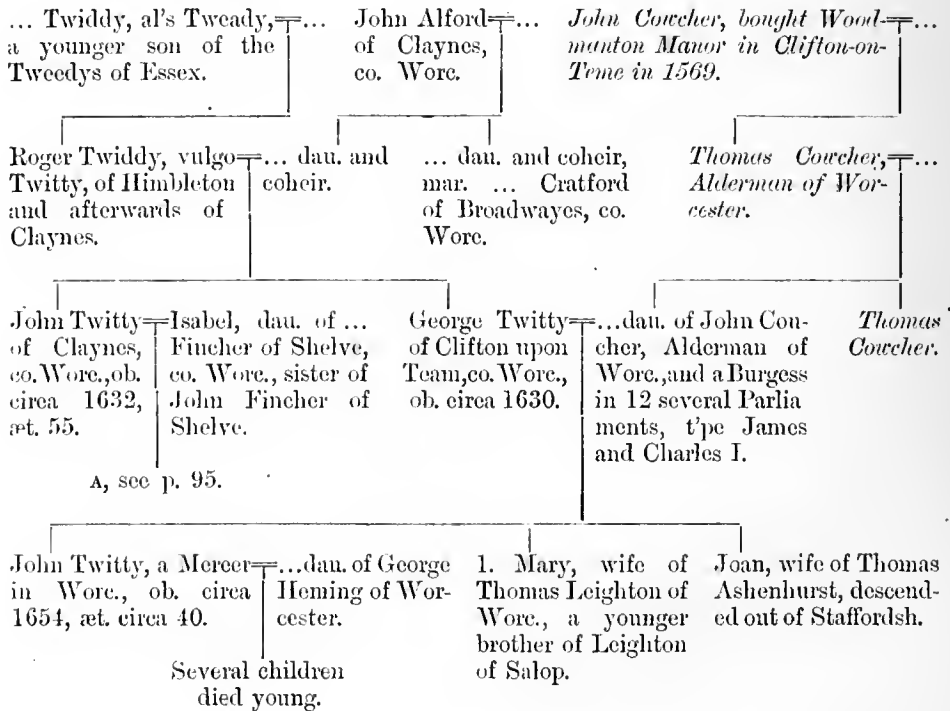 ... Twiddy, al's Tweady,=...
a younger son of the
Tweedys of Essex.
John Alford=...
of Claynes,
co. Worc.
John Cowcher, bought Wood-=...
manton Manor in Clifton-on-
Teme in 1569.
Roger Twiddy, vulgo=... dau. and
Twitty, of Himbleton coheir.
and afterwards of
Claynes.
... dau. and coheir,
mar. ... Cratford
of Broadwayes, co.
Worc.
Thomas Cowcher,=...
Alderman of Wor-
cester.
John Twitty=Isabel, dau. of ...
of Claynes, Fincher of Shelve,
co. Worc., ob. co. Worc., sister of
circa 1632, John Fincher of
æt. 55. Shelve.
A, see p. 95.
George Twitty=...dau. of John Cou-
of Clifton upon cher, Alderman of
Team, co. Worc., Worc., and a Burgess
ob. circa 1630. in 12 several Parlia
ments, t'pe James
and Charles I.
Thomas
Cowcher.
John Twitty, a Mercer=...dau. of George
in Worc., ob. circa Heming of Wor-
1654, æt. circa 40. cester.
Several children
died young.
1. Mary, wife of
Thomas Leighton of
Worc., a younger
brother of Leighton
of Salop.
Joan, wife of Thomas
Ashenhurst, descend-
ed out of Staffordsh.